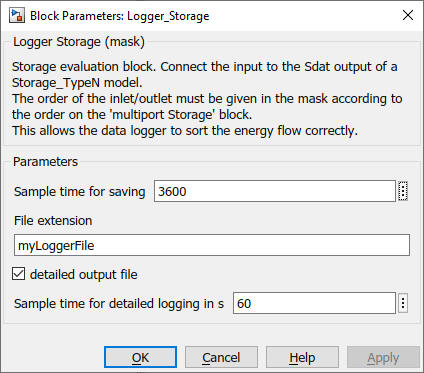 Block Parameters: Logger_Storage
Logger Storage (mask)
Storage evaluation block. Connect the input to the Sdat output of a
Storage_TypeN model.
The order of the inlet/outlet must be given in the mask according to
the order on the 'multiport Storage' block.
This allows the data logger to sort the energy flow correctly.
Parameters
Sample time for saving 3600
File extension
myLoggerFile
detailed output file
Sample time for detailed logging in s 60
OK Cancel Help Apply